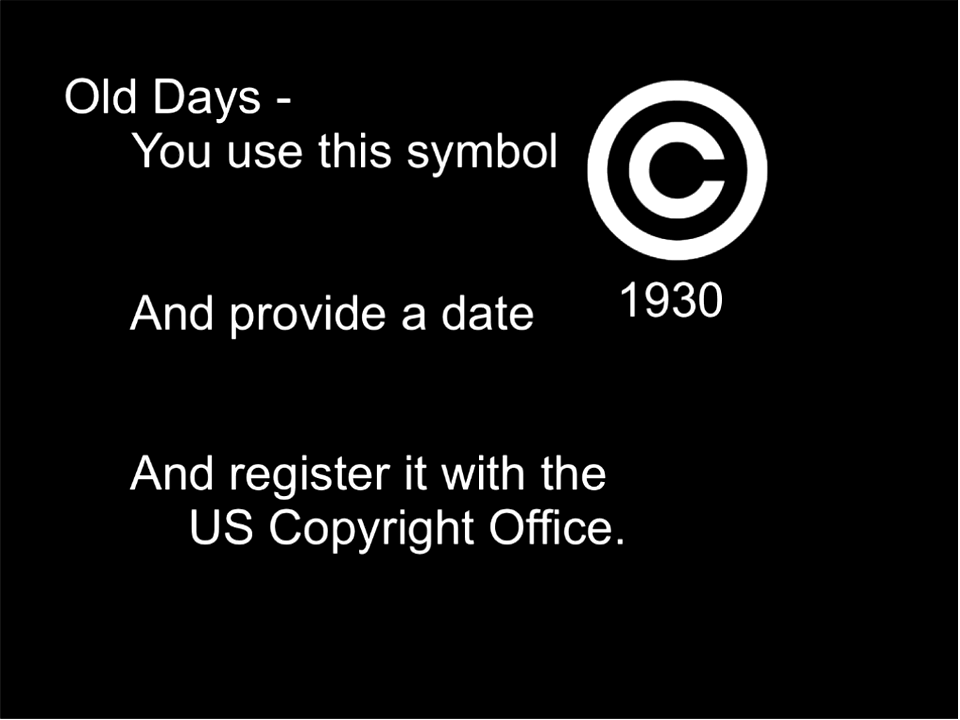 Old Days -
You use this symbol
©
1930
And provide a date
And register it with the
US Copyright Office.